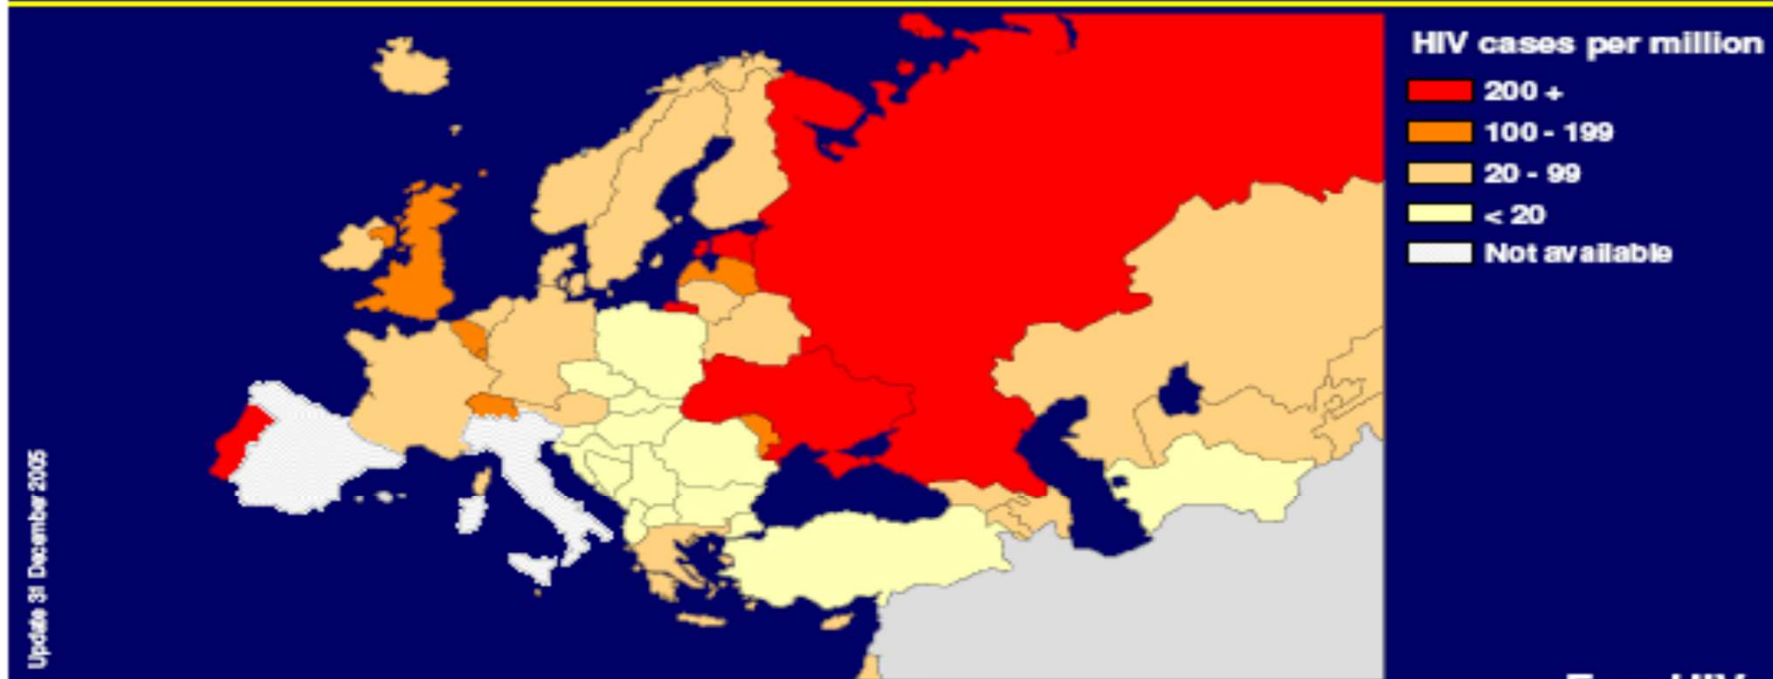 HIV cases per million
200 +
100 - 199
20 - 99
< 20
Not available
Update 31 December 2005